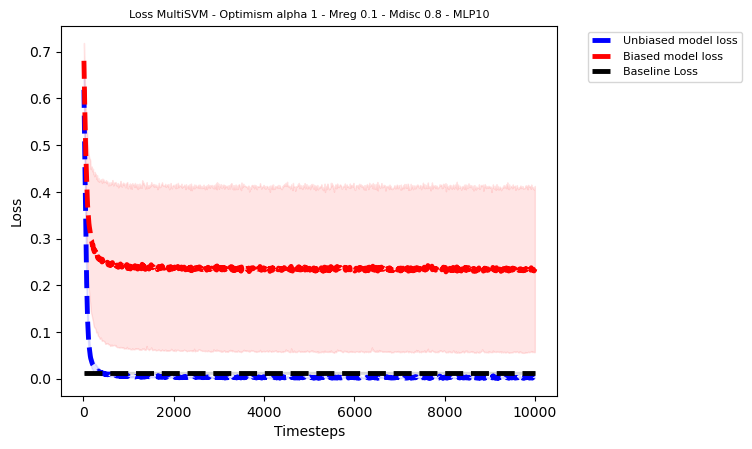 Loss MultiSVM - Optimism alpha 1 - Mreg 0.1 - Mdisc 0.8 - MLP10
Unbiased model loss
Biased model loss
Baseline Loss
Loss
0.7
0.6
0.5
0.4
0.3
0.2
0.1
0.0
0
2000
4000
6000
8000
10000
Timesteps